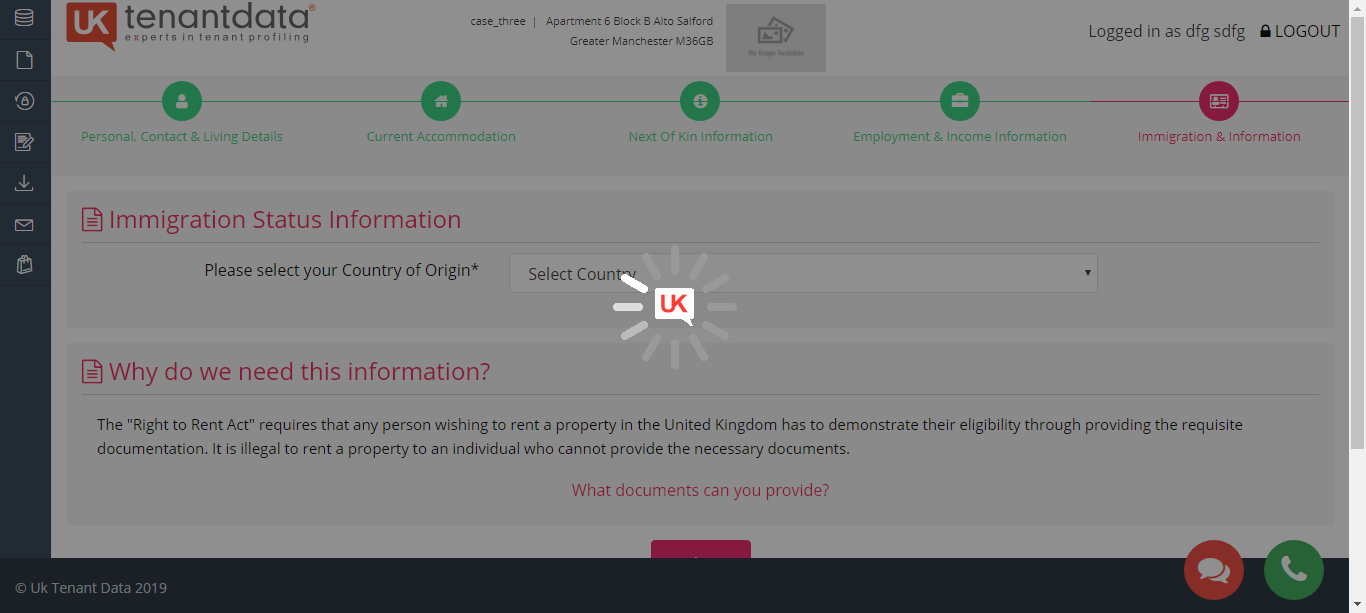 UK tenantdata®
experts in tenant profiling
case_three | Apartment 6 Block B Alto Salford
Greater Manchester M36GB
No Image Available
Logged in as dfg sdfg LOGOUT
Personal, Contact & Living Details
Current Accommodation
Next Of Kin Information
Employment & Income Information
Immigration & Information
Immigration Status Information
Please select your Country of Origin*
Select Country
UK
Why do we need this information?
The "Right to Rent Act" requires that any person wishing to rent a property in the United Kingdom has to demonstrate their eligibility through providing the requisite
documentation. It is illegal to rent a property to an individual who cannot provide the necessary documents.
What documents can you provide?
© Uk Tenant Data 2019